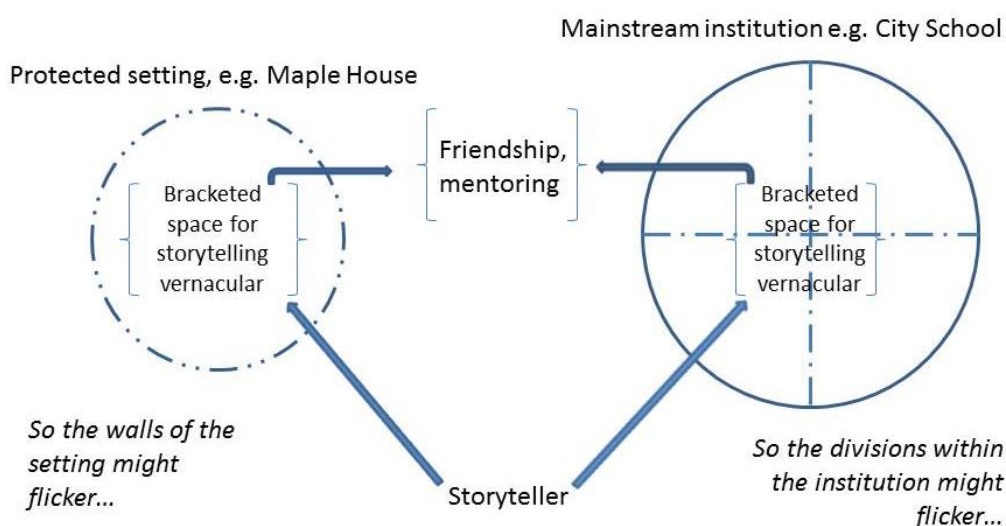 Mainstream institution e.g. City School
Protected setting, e.g. Maple House
Friendship,
mentoring
Bracketed
space for
storytelling
vernacular
Bracketed
space for
storytelling
vernacular
So the walls of the
setting might
flicker...
Storyteller
So the divisions within
the institution might
flicker...